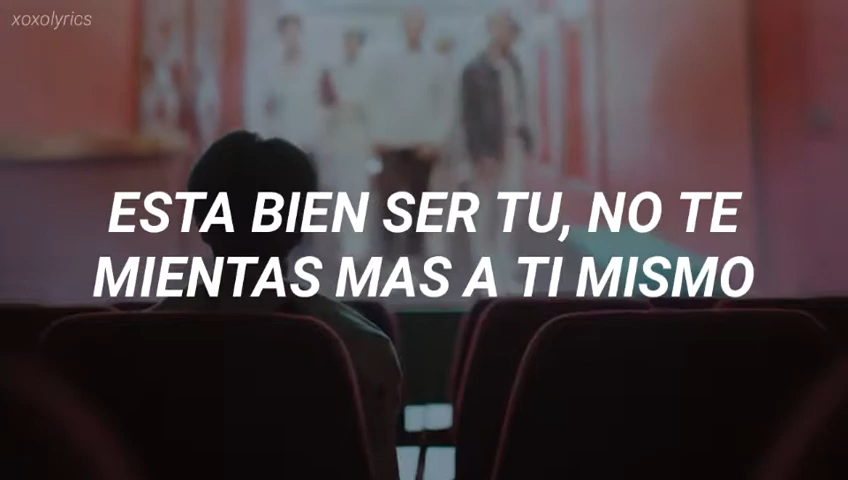 xoxolyrics
ESTA BIEN SER TU, NO TE
MIENTAS MAS A TI MISMO